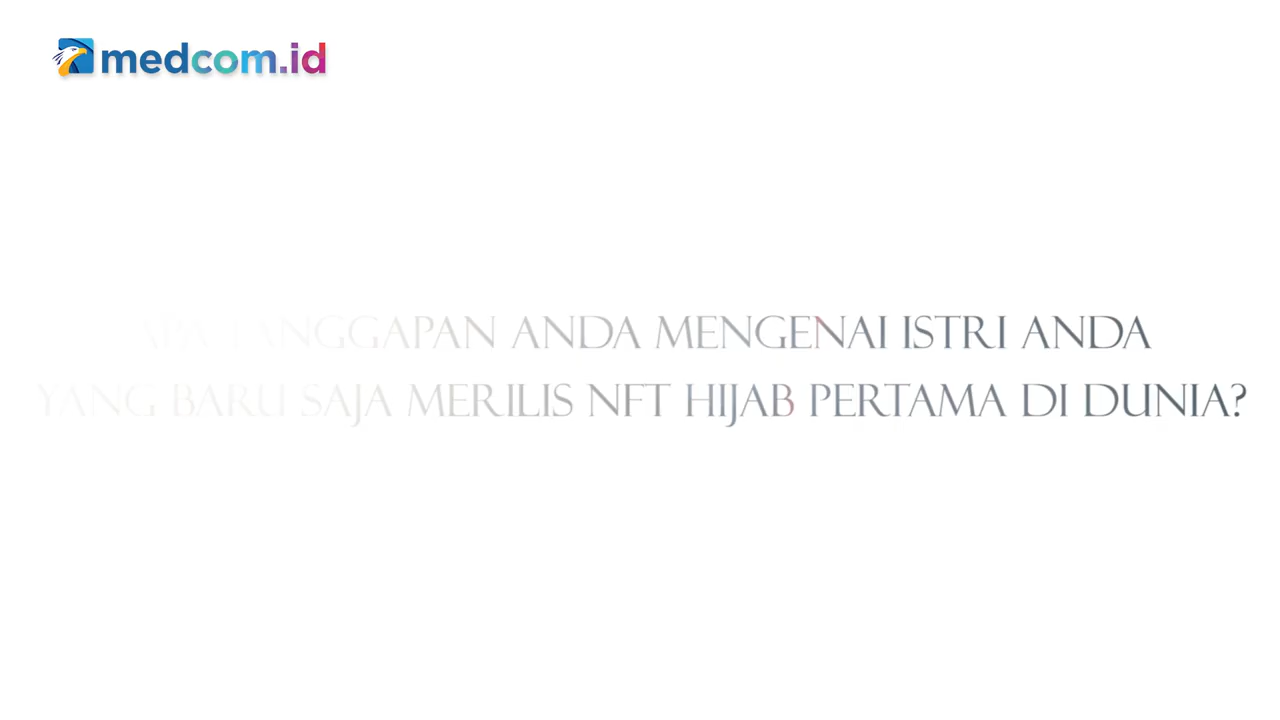 medcom.id
APA TANGGAPAN ANDA MENGENAI ISTRI ANDA
YANG BARU SAJA MERILIS NFT HIJAB PERTAMA DI DUNIA?